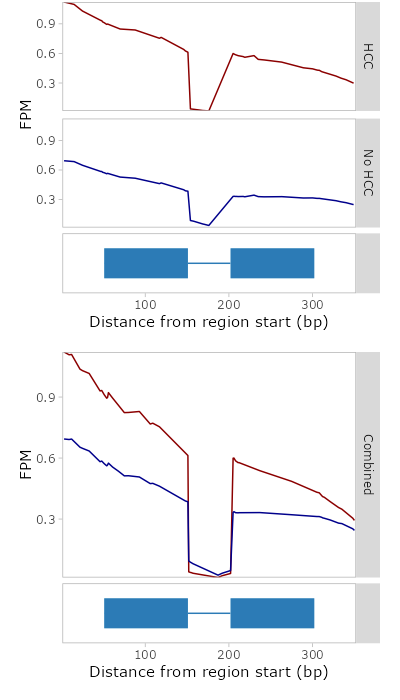 0.9
0.6
0.3
HCC
FPM
0.9
0.6
0.3
No HCC
100
200
300
Distance from region start (bp)
0.9
0.6
0.3
FPM
Combined
100
200
300
Distance from region start (bp)